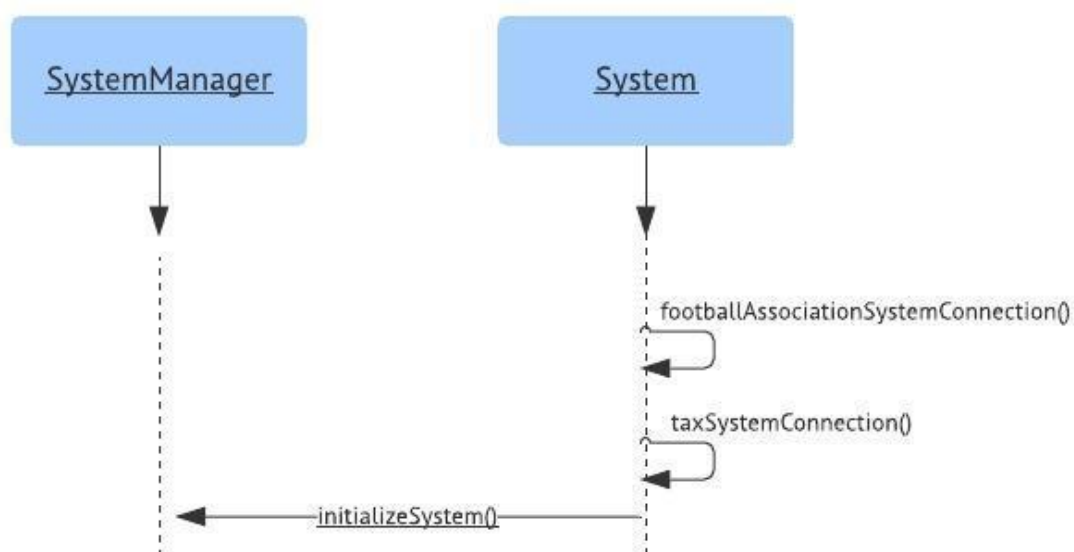 SystemManager
System
footballAssociationSystemConnection()
taxSystemConnection()
initializeSystem()